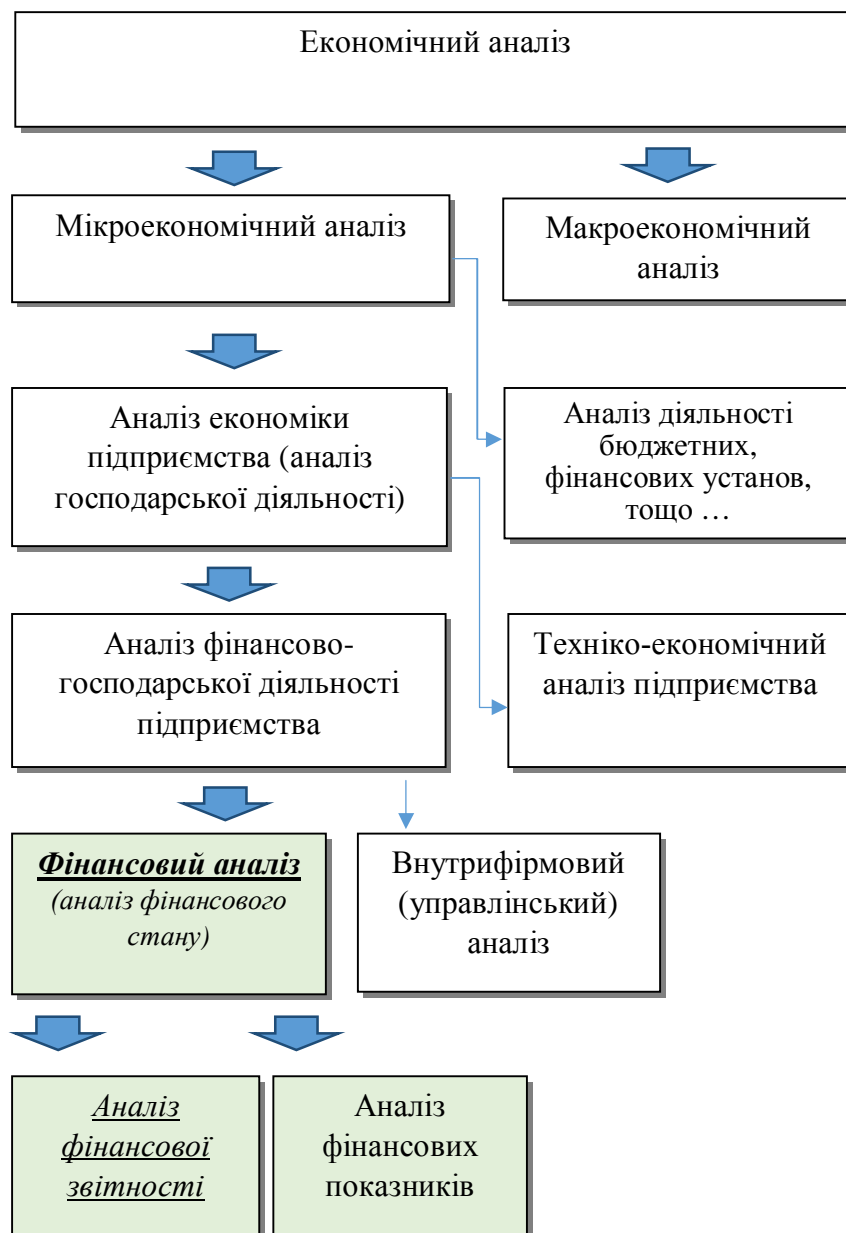 Економічний аналіз
Мікроекономічний аналіз
Макроекономічний
аналіз
Аналіз економіки
підприємства (аналіз
господарської діяльності)
Аналіз діяльності
бюджетних,
фінансових установ,
тощо …
Аналіз фінансово-
господарської діяльності
підприємства
Техніко-економічний
аналіз підприємства
Фінансовий аналіз
(аналіз фінансового
стану)
Внутрифірмовий
(управлінський)
аналіз
Аналіз
фінансової
звітності
Аналіз
фінансових
показників